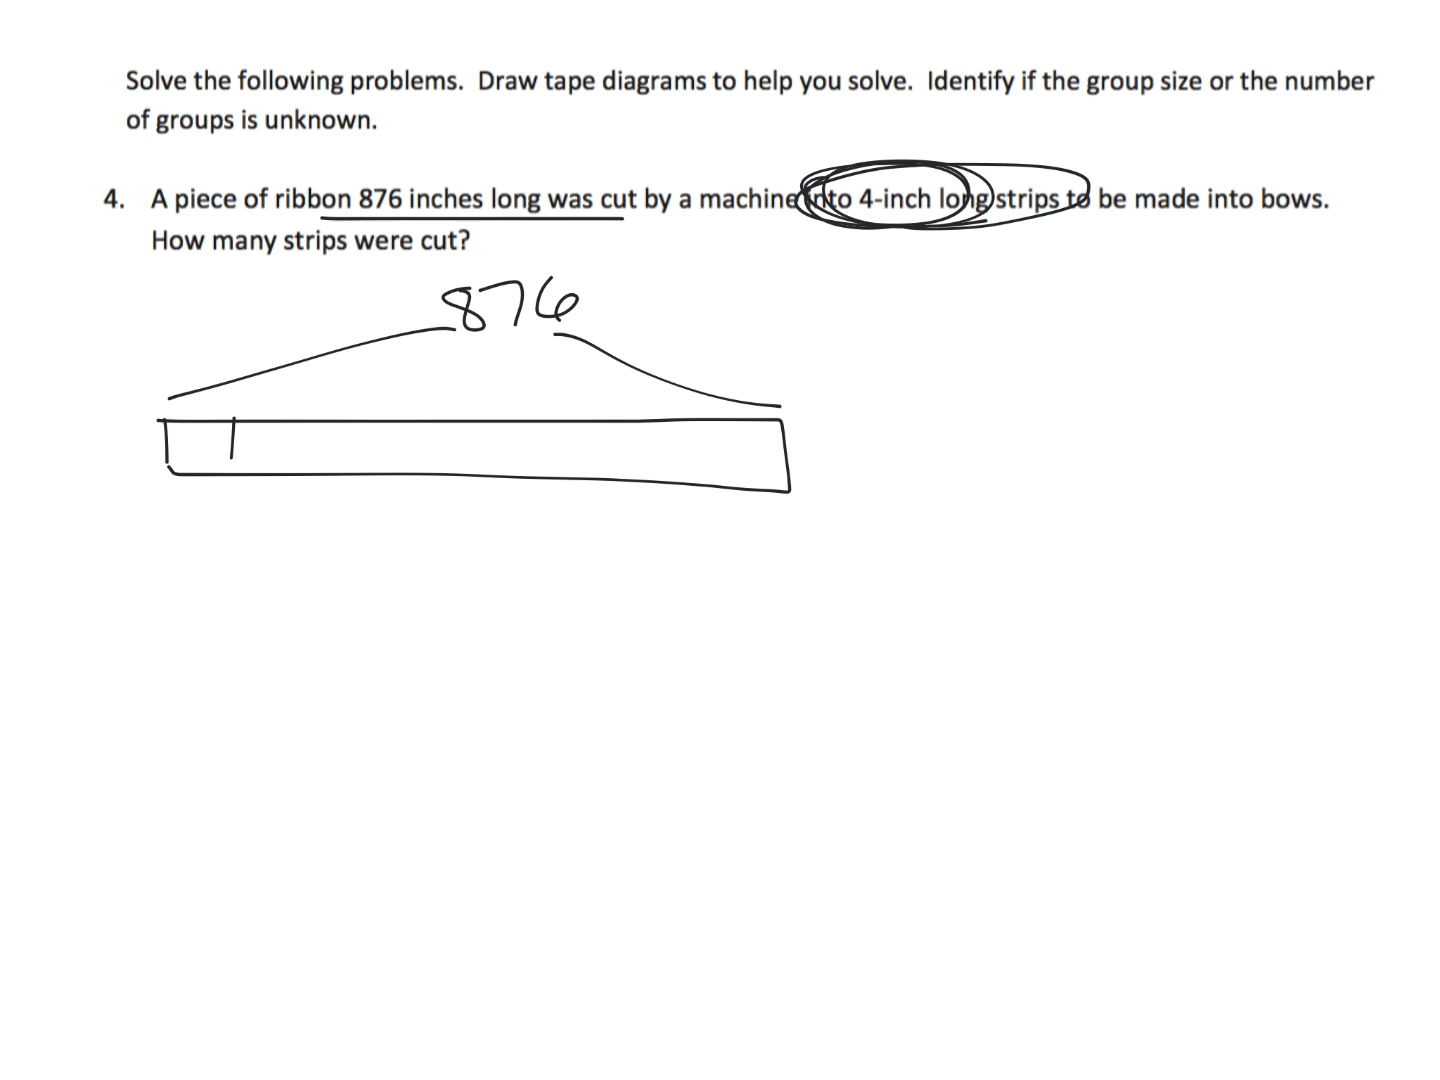 Solve the following problems. Draw tape diagrams to help you solve. Identify if the group size or the number
of groups is unknown.
4. A piece of ribbon 876 inches long was cut by a machine into 4-inch long strips to be made into bows.
How many strips were cut?
876